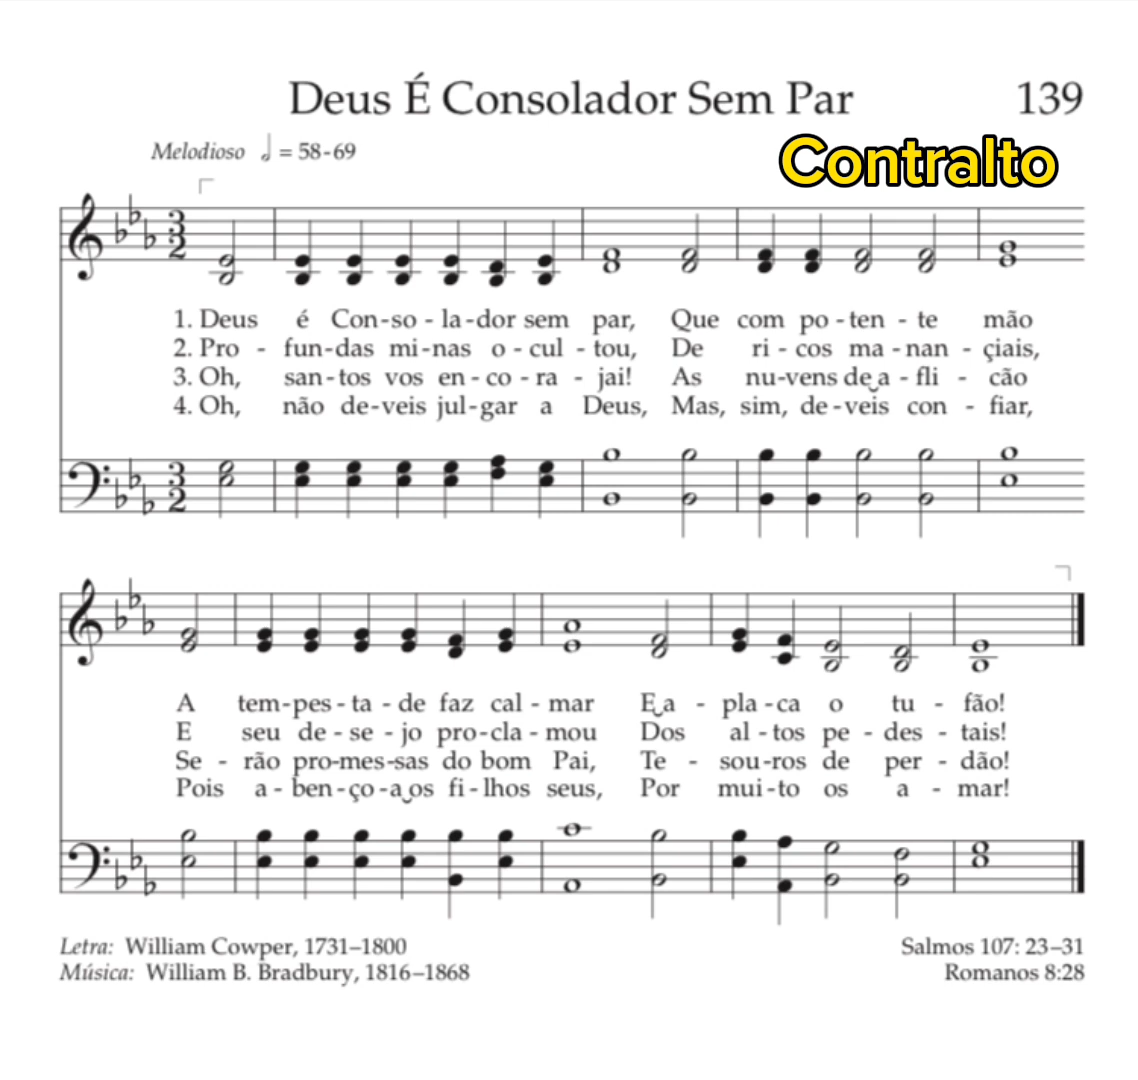 Deus É Consolador Sem Par 139
Melodioso 𝅗𝅥 = 58-69
Contralto
3
2
1. Deus é Con-so - la-dor sem par, Que com po - ten - te mão
2. Pro - fun-das mi-nas o - cul - tou, De ri - cos ma - nan - çiais,
3. Oh, san-tos vos en - co - ra - jai! As nu-vens de‿a - fli - cão
4. Oh, não de-veis jul-gar a Deus, Mas, sim, de-veis con - fiar,
3
2
A tem-pes - ta - de faz cal - mar E‿a - pla-ca o tu - fão!
E seu de - se - jo pro-cla - mou Dos al - tos pe - des - tais!
Se - rão pro-mes-sas do bom Pai, Te - sou-ros de per - dão!
Pois a - ben-ço-a‿os fi - lhos seus, Por mui-to os a - mar!
Letra: William Cowper, 1731–1800 Salmos 107: 23–31
Música: William B. Bradbury, 1816–1868 Romanos 8:28